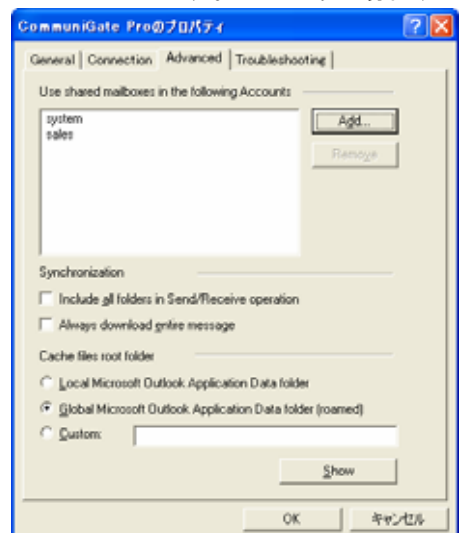 CommuniGate Proのプロパティ
General Connection Advanced Troubleshooting
Use shared mailboxes in the following Accounts
system
sales
Add...
Remove
Synchronization
Include all folders in Send/Receive operation
Always download entire message
Cache files root folder
Local Microsoft Outlook Application Data folder
Global Microsoft Outlook Application Data folder (roamed)
Custom:
Show
OK キャンセル